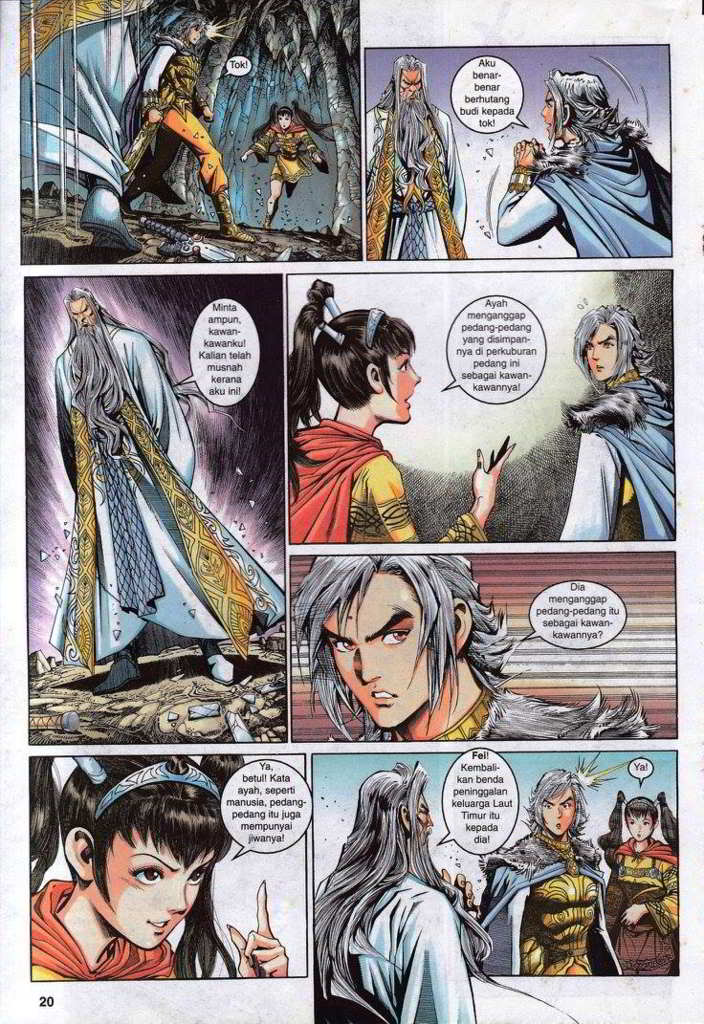 Tok!
Aku
benar-
benar
berhutang
budi kepada
tok!
Minta
ampun,
kawan-
kawanku!
Kalian telah
musnah
kerana
aku ini!
Ayah
menganggap
pedang-pedang
yang disimpan-
nya di perkuburan
pedang ini
sebagai kawan-
kawannya!
Dia
menganggap
pedang-pedang itu
sebagai kawan-
kawannya?
Ya,
betul! Kata
ayah, seperti
manusia, pedang-
pedang itu juga
mempunyai
jiwanya!
Fei!
Kembali-
kan benda
peninggalan
keluarga Laut
Timur itu
kepada
dia!
Ya!
20